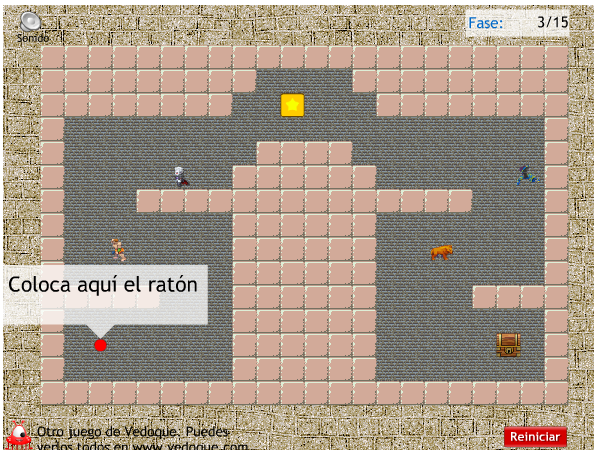 Fase: 3/15
Sonido
Coloca aquí el ratón
Otro juego de Vedoque. Puedes
verlos todos en www.vedoque.com
Reiniciar